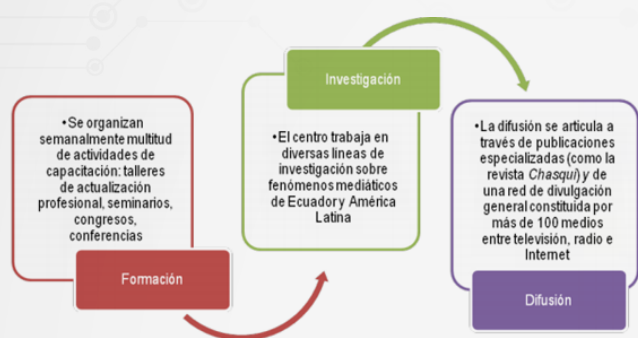 •Se organizan
semanalmente multitud
de actividades de
capacitación: talleres
de actualización
profesional, seminarios,
congresos,
conferencias
Formación
Investigación
•El centro trabaja en
diversas líneas de
investigación sobre
fenómenos mediáticos
de Ecuador y América
Latina
•La difusión se articula a
través de publicaciones
especializadas (como la
revista Chasqui) y de
una red de divulgación
general constituida por
más de 100 medios
entre televisión, radio e
Internet
Difusión